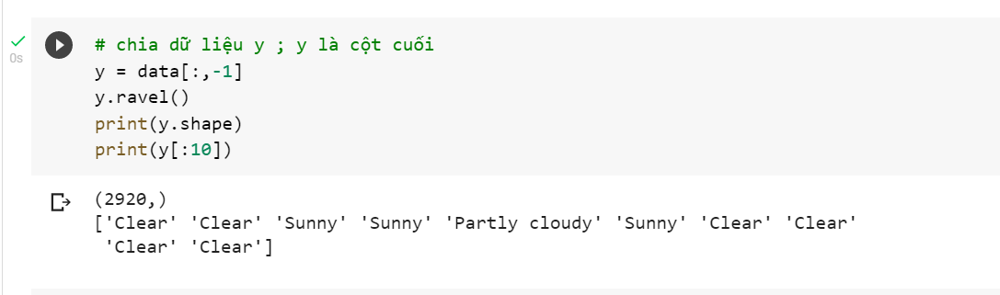 # chia dữ liệu y ; y là cột cuối
0s
y = data[:,-1]
y.ravel()
print(y.shape)
print(y[:10])
(2920,)
['Clear' 'Clear' 'Sunny' 'Sunny' 'Partly cloudy' 'Sunny' 'Clear' 'Clear'
 'Clear' 'Clear']